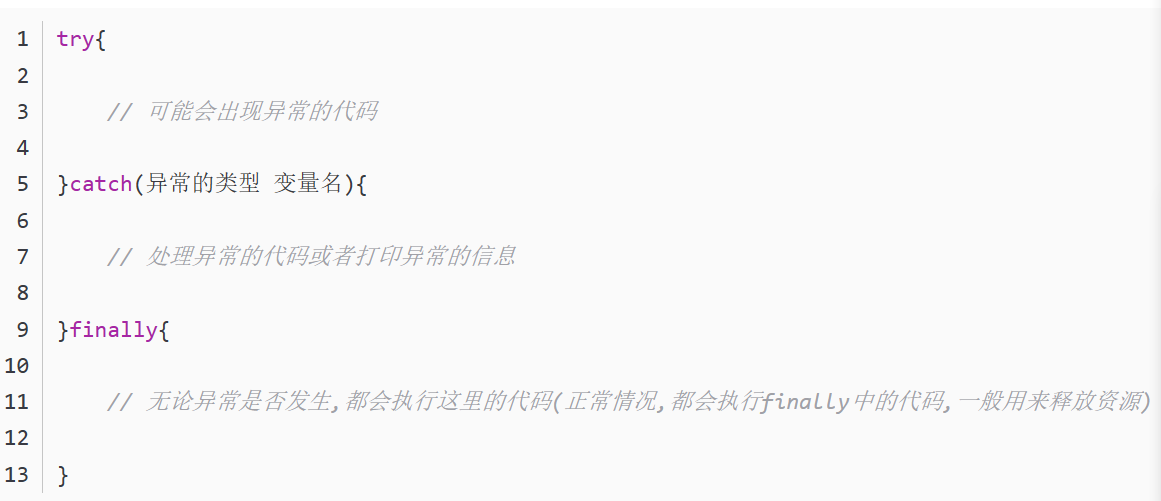 1 try{
2
3 // 可能会出现异常的代码
4
5 }catch(异常的类型 变量名){
6
7 // 处理异常的代码或者打印异常的信息
8
9 }finally{
10
11 // 无论异常是否发生,都会执行这里的代码(正常情况,都会执行finally中的代码,一般用来释放资源)
12
13 }